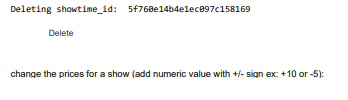 Deleting showtime_id: 5f760e14b4e1ec097c158169
Delete
change the prices for a show (add numeric value with +/- sign ex: +10 or -5):